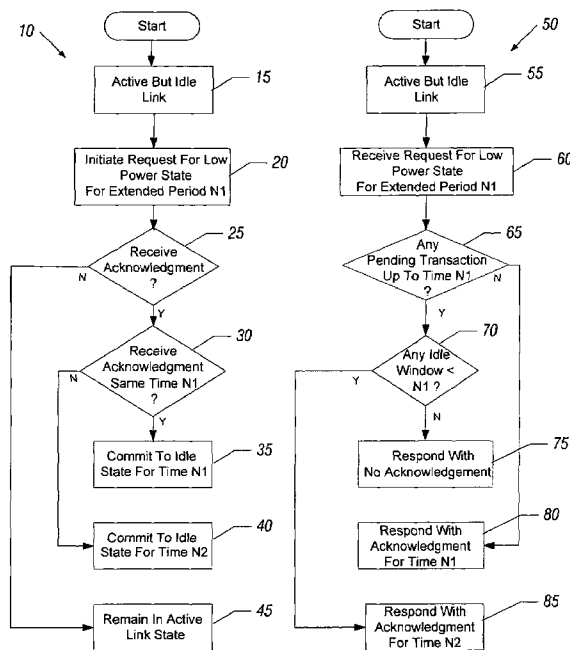 10
Start
Active But Idle
Link
15
Initiate Request For Low
Power State
For Extended Period N1
20
Receive
Acknowledgment
?
25
N
Y
Receive
Acknowledgment
Same Time N1
?
30
N
Y
Commit To Idle
State For Time N1
35
Commit To Idle
State For Time N2
40
Remain In Active
Link State
45
Start
50
Active But Idle
Link
55
Receive Request For Low
Power State
For Extended Period N1
60
Any
Pending Transaction
Up To Time N1
?
65
N
Y
Any Idle
Window <
N1 ?
70
Y
N
Respond With
No Acknowledgement
75
Respond With
Acknowledgment
For Time N1
80
Respond With
Acknowledgment
For Time N2
85